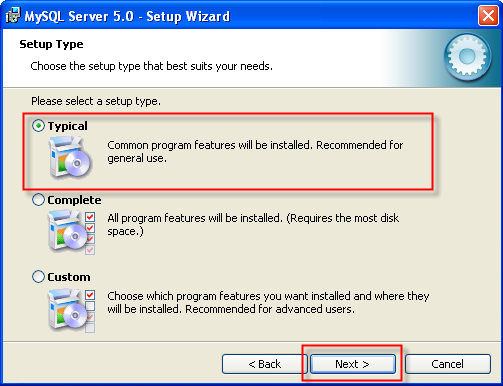 MySQL Server 5.0 - Setup Wizard
Setup Type
Choose the setup type that best suits your needs.
Please select a setup type.
Typical
Common program features will be installed. Recommended for
general use.
Complete
All program features will be installed. (Requires the most disk
space.)
Custom
Choose which program features you want installed and where they
will be installed. Recommended for advanced users.
< Back
Next >
Cancel